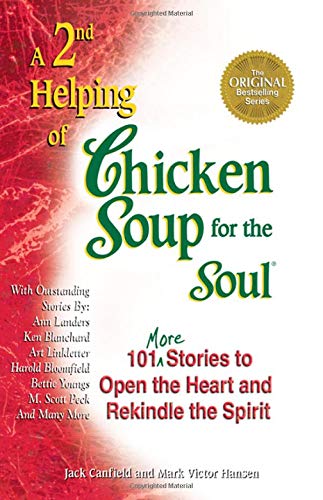 A 2nd
Helping
of
Chicken
Soup for the
Soul®
The
ORIGINAL
Bestselling
Series
With Outstanding
Stories By:
Ann Landers
Ken Blanchard
Art Linkletter
Harold Bloomfield
Bettie Youngs
M. Scott Peck
And Many More
More
101 Stories to
Open the Heart and
Rekindle the Spirit
Jack Canfield and Mark Victor Hansen